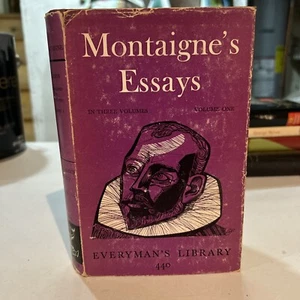 Montaigne's
Essays
IN THREE VOLUMES VOLUME ONE
EVERYMAN'S LIBRARY
440